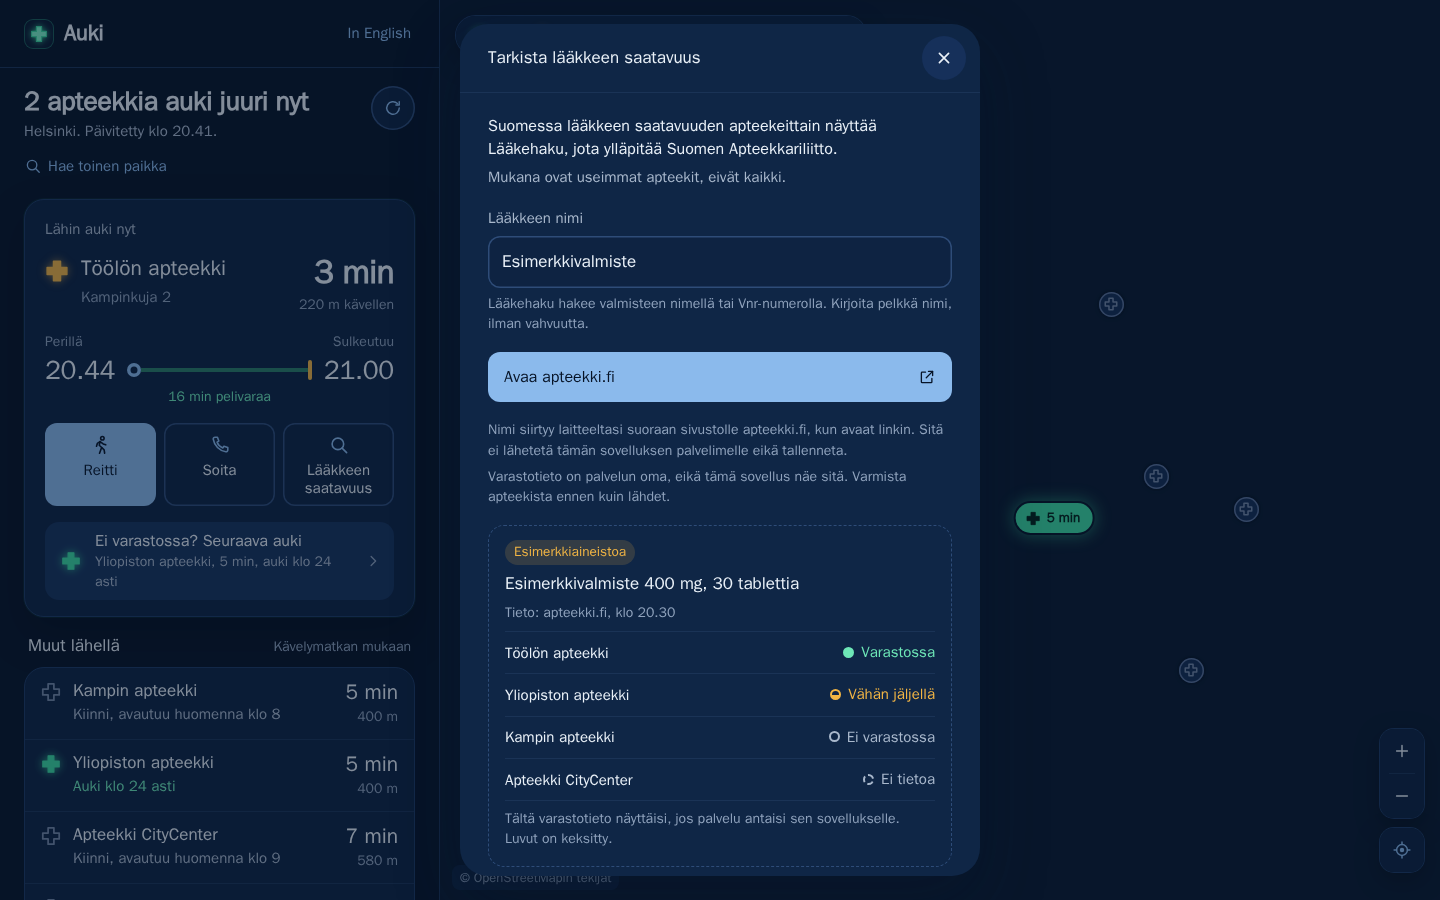 Auki
In English
2 apteekkia auki juuri nyt
Helsinki. Päivitetty klo 20.41.
Hae toinen paikka
Lähin auki nyt
Töölön apteekki
3 min
Kampinkuja 2
220 m kävellen
Perillä
Sulkeutuu
20.44
21.00
16 min pelivaraa
Reitti
Soita
Lääkkeen
saatavuus
Ei varastossa? Seuraava auki
Yliopiston apteekki, 5 min, auki klo 24
asti
Muut lähellä
Kävelymatkan mukaan
Kampin apteekki
5 min
Kiinni, avautuu huomenna klo 8
400 m
Yliopiston apteekki
5 min
Auki klo 24 asti
400 m
Apteekki CityCenter
7 min
Kiinni, avautuu huomenna klo 9
580 m
Tarkista lääkkeen saatavuus
Suomessa lääkkeen saatavuuden apteekeittain näyttää
Lääkehaku, jota ylläpitää Suomen Apteekkariliitto.
Mukana ovat useimmat apteekit, eivät kaikki.
Lääkkeen nimi
Esimerkkivalmiste
Lääkehaku hakee valmisteen nimellä tai Vnr-numerolla. Kirjoita pelkkä nimi,
ilman vahvuutta.
Avaa apteekki.fi
Nimi siirtyy laitteeltasi suoraan sivustolle apteekki.fi, kun avaat linkin. Sitä
ei lähetetä tämän sovelluksen palvelimelle eikä tallenneta.
Varastotieto on palvelun oma, eikä tämä sovellus näe sitä. Varmista
apteekista ennen kuin lähdet.
Esimerkkiaineistoa
Esimerkkivalmiste 400 mg, 30 tablettia
Tieto: apteekki.fi, klo 20.30
Töölön apteekki
Varastossa
Yliopiston apteekki
Vähän jäljellä
Kampin apteekki
Ei varastossa
Apteekki CityCenter
Ei tietoa
Tältä varastotieto näyttäisi, jos palvelu antaisi sen sovellukselle.
Luvut on keksitty.
© OpenStreetMapin tekijät
5 min